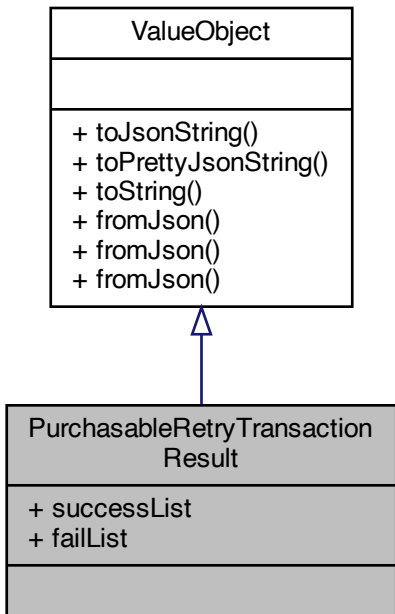 ValueObject
+ toJsonString()
+ toPrettyJsonString()
+ toString()
+ fromJson()
+ fromJson()
+ fromJson()
PurchasableRetryTransaction
Result
+ successList
+ failList